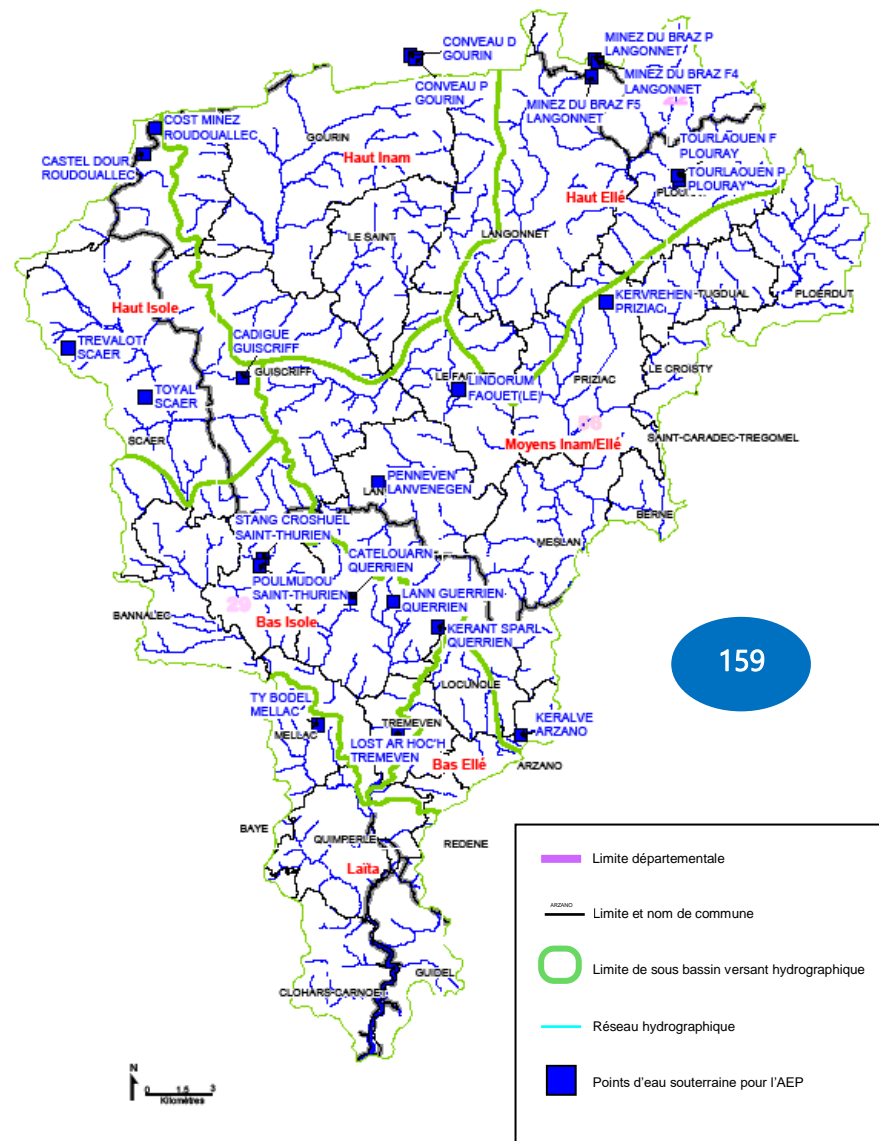 CONVEAU D
GOURIN
CONVEAU P
GOURIN
MINEZ DU BRAZ P
LANGONNET
MINEZ DU BRAZ F4
LANGONNET
MINEZ DU BRAZ F5
LANGONNET
COST MINEZ
ROUDOUALLEC
CASTEL DOUR
ROUDOUALLEC
GOURIN
Haut Inam
TOURLAOUEN F
PLOURAY
TOURLAOUEN P
PLOURAY
Haut Ellé
LE SAINT
LANGONNET
Haut Isole
KERVREHEN
PRIZIAC
-TUGDUAL
PLOERDUT
TREVALOT
SCAER
CADIGUE
GUISCRIFF
GUISCRIFF
LINDORUM
FAOUET(LE)
PRIZIAC
LE CROISTY
TOYAL
SCAER
SCAER
56
Moyens Inam/Ellé
SAINT-CARADEC-TREGOMEL
PENNEVEN
LANVENEGEN
BERNE
STANG CROSHUEL
SAINT-THURIEN
MESLAN
CATELOUARN
QUERRIEN
POULMUDOU
SAINT-THURIEN
LANN GUERRIEN
QUERRIEN
29
BANNALEC
Bas Isole
KERANT SPARL
QUERRIEN
159
LOCUNOLE
TY BODEL
MELLAC
MELLAC
TREMEVEN
LOST AR HOC'H
TREMEVEN
KERALVE
ARZANO
Bas Ellé
ARZANO
BAYE
QUIMPERLE
REDENE
Laïta
GUIDEL
CLOHARS-CARNOET
N
0 1.5 3
Kilomètres
Limite départementale
ARZANO
Limite et nom de commune
Limite de sous bassin versant hydrographique
Réseau hydrographique
Points d'eau souterraine pour l'AEP